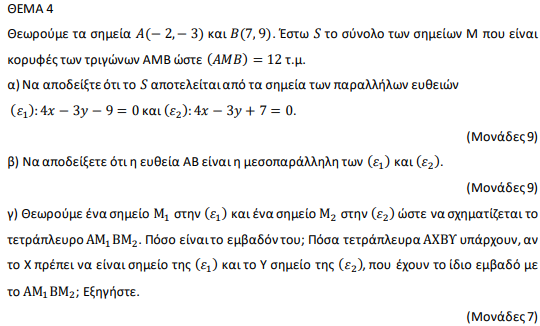 ΘΕΜΑ 4
Θεωρούμε τα σημεία A(− 2, − 3) και B(7, 9). Έστω S το σύνολο των σημείων Μ που είναι
κορυφές των τριγώνων ΑΜΒ ώστε (AMB) = 12 τ.μ.
α) Να αποδείξτε ότι το S αποτελείται από τα σημεία των παραλλήλων ευθειών
(ε₁): 4x − 3y − 9 = 0 και (ε₂): 4x − 3y + 7 = 0.
(Μονάδες 9)
β) Να αποδείξετε ότι η ευθεία ΑΒ είναι η μεσοπαράλληλη των (ε₁) και (ε₂).
(Μονάδες 9)
γ) Θεωρούμε ένα σημείο M₁ στην (ε₁) και ένα σημείο M₂ στην (ε₂) ώστε να σχηματίζεται το
τετράπλευρο AM₁BM₂. Πόσο είναι το εμβαδόν του; Πόσα τετράπλευρα AXBY υπάρχουν, αν
το X πρέπει να είναι σημείο της (ε₁) και το Y σημείο της (ε₂), που έχουν το ίδιο εμβαδό με
το AM₁BM₂; Εξηγήστε.
(Μονάδες 7)